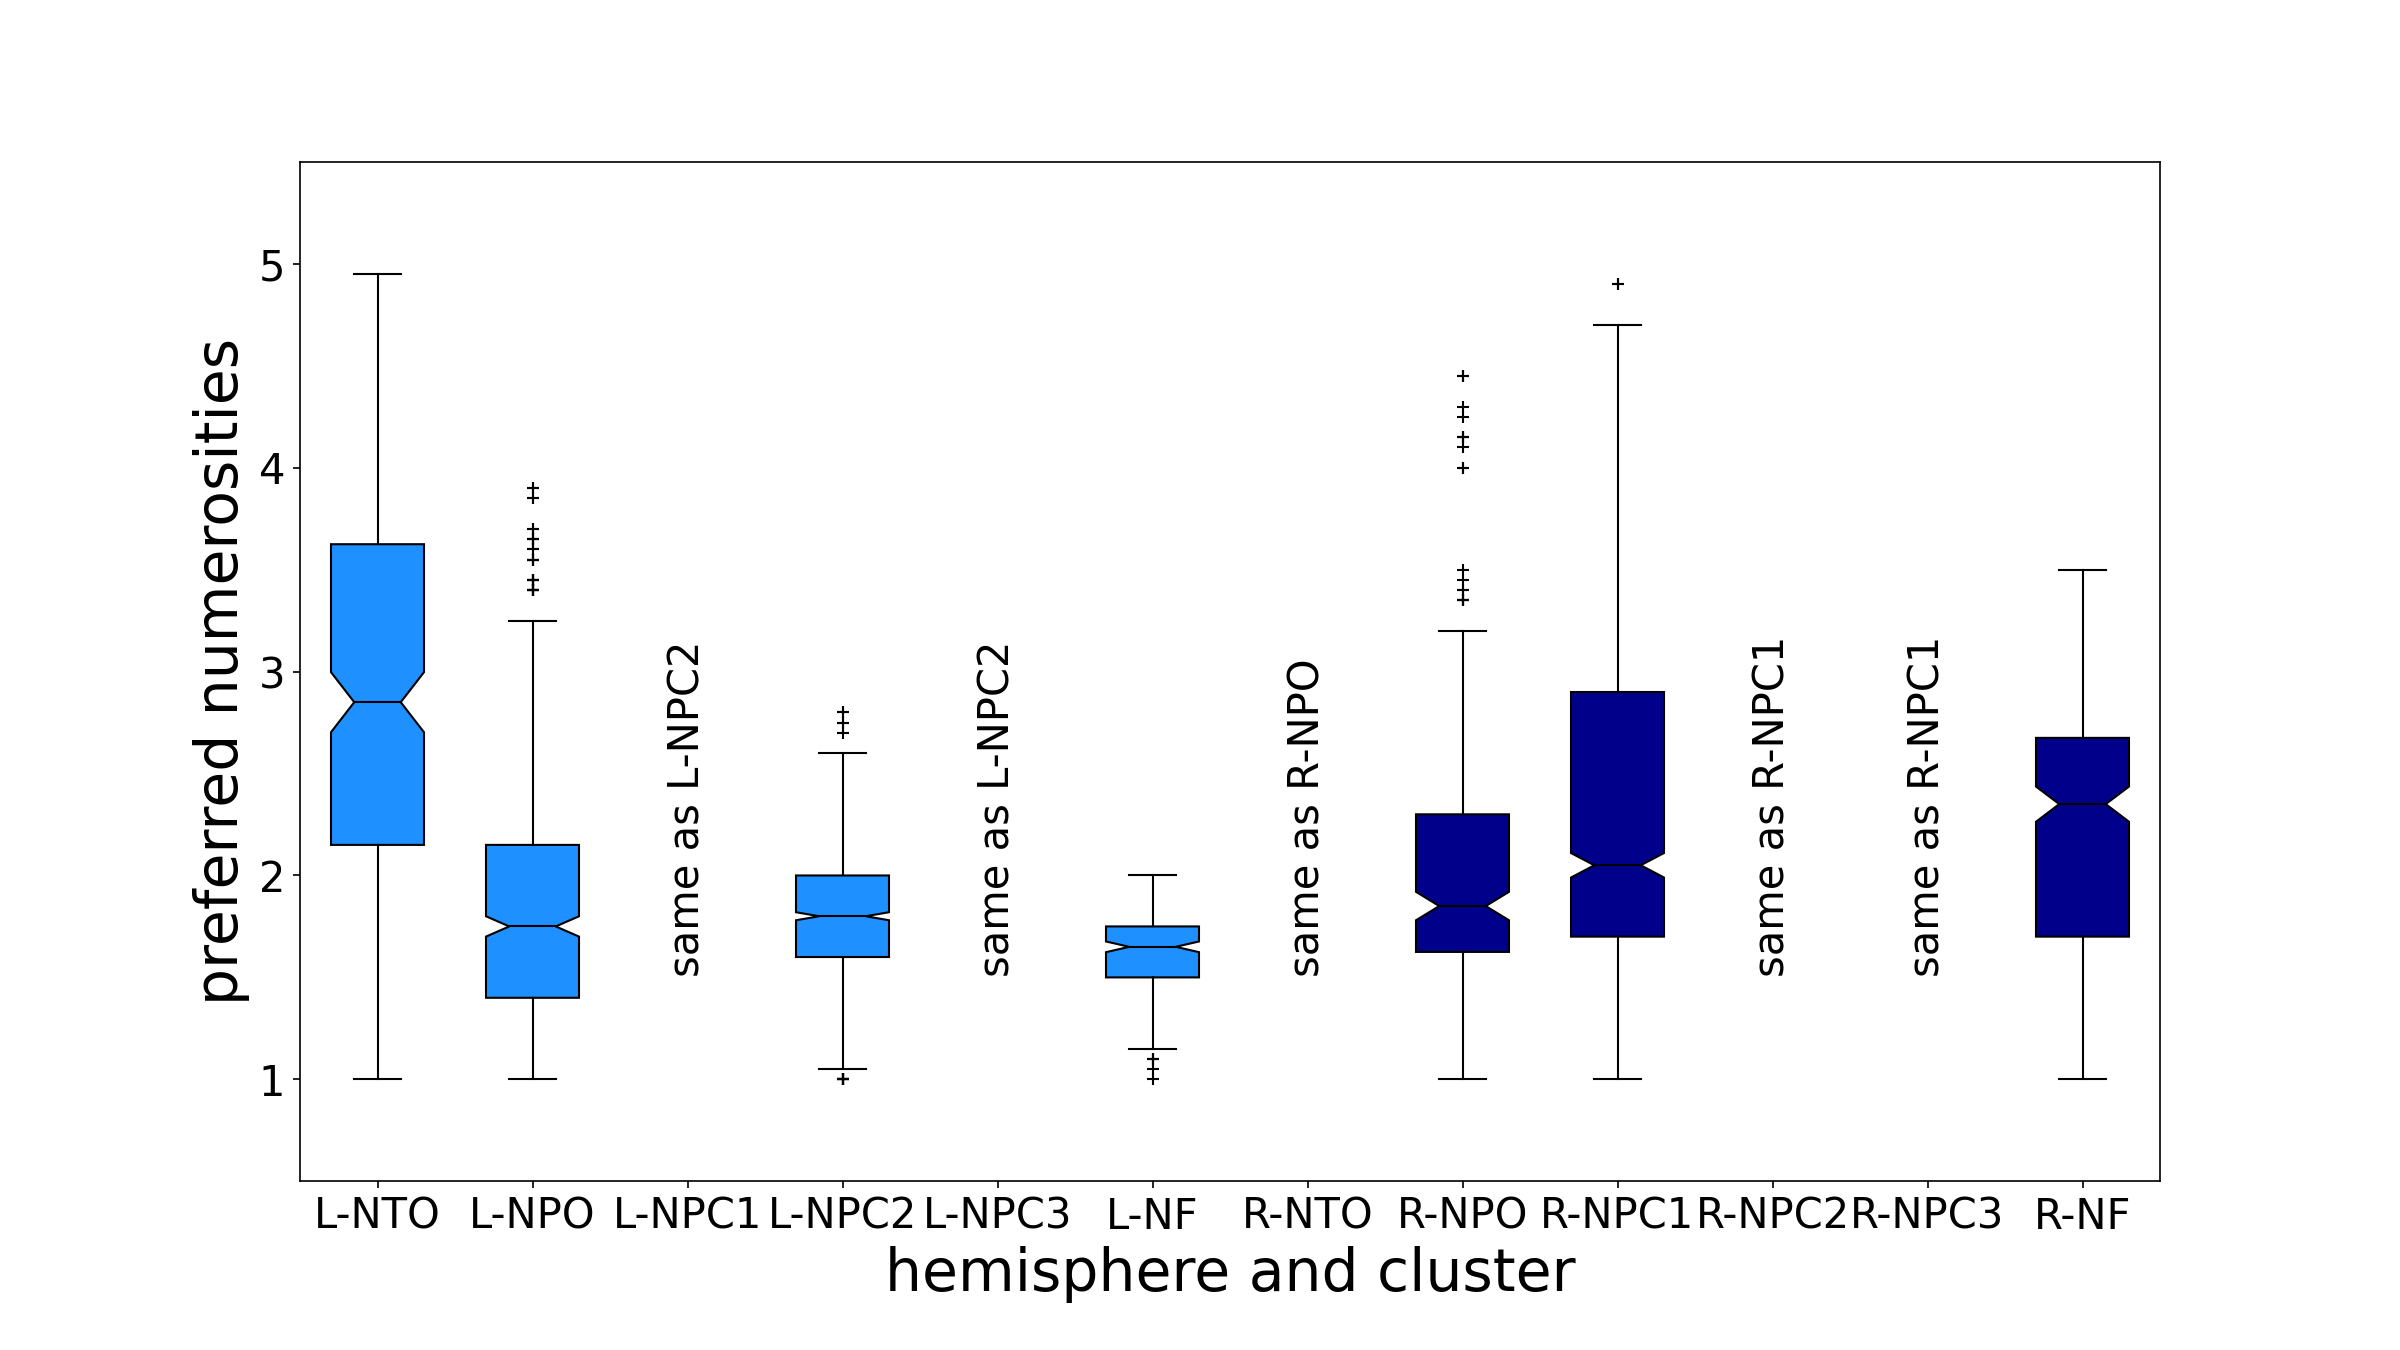 preferred numerosities
5
4
3
2
1
same as L-NPC2
same as L-NPC2
same as R-NPO
same as R-NPC1
same as R-NPC1
L-NTO L-NPO L-NPC1 L-NPC2 L-NPC3 L-NF R-NTO R-NPO R-NPC1 R-NPC2 R-NPC3 R-NF
hemisphere and cluster